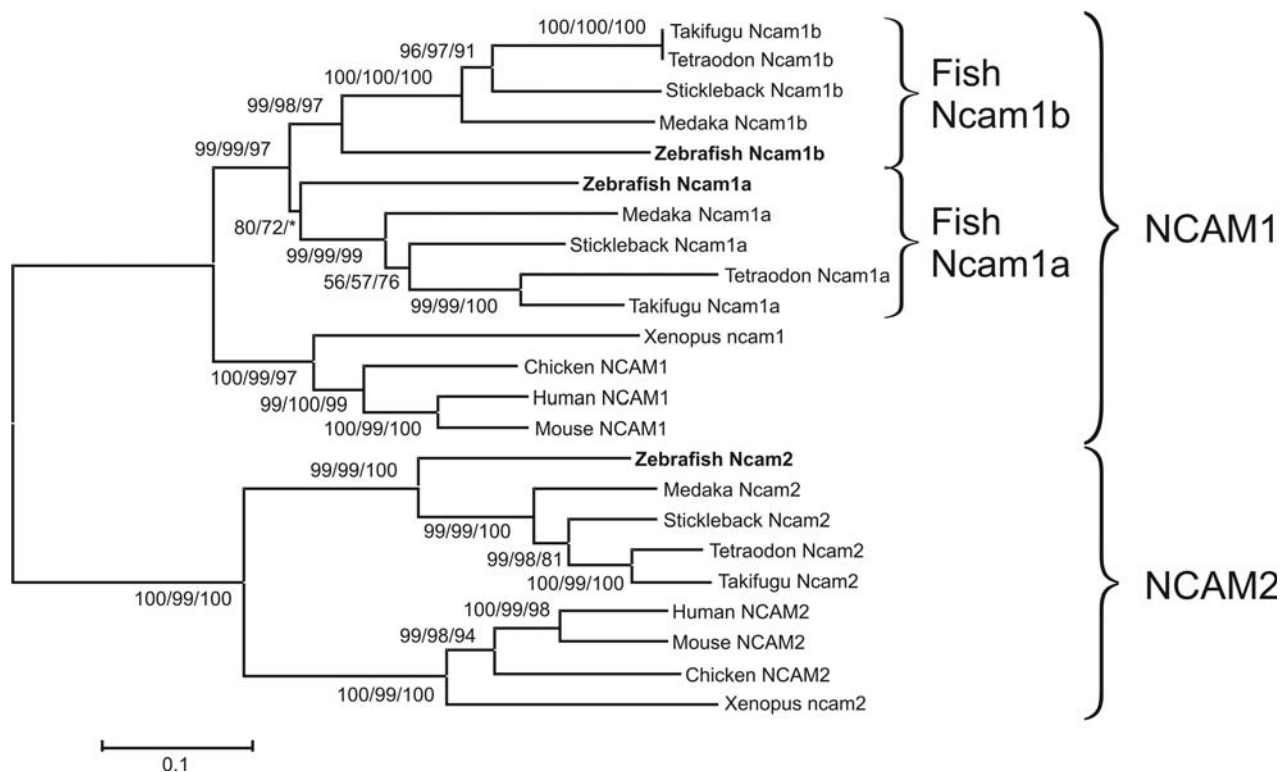 100/100/100
Takifugu Ncam1b
96/97/91
Tetraodon Ncam1b
100/100/100
Stickleback Ncam1b
99/98/97
Medaka Ncam1b
99/99/97
Zebrafish Ncam1b
Fish
Ncam1b
Zebrafish Ncam1a
80/72/*
Medaka Ncam1a
99/99/99
Stickleback Ncam1a
56/57/76
Tetraodon Ncam1a
99/99/100
Takifugu Ncam1a
Fish
Ncam1a
NCAM1
Xenopus ncam1
100/99/97
Chicken NCAM1
99/100/99
Human NCAM1
100/99/100
Mouse NCAM1
99/99/100
Zebrafish Ncam2
Medaka Ncam2
99/99/100
Stickleback Ncam2
99/98/81
Tetraodon Ncam2
100/99/100
Takifugu Ncam2
NCAM2
100/99/100
100/99/98
Human NCAM2
99/98/94
Mouse NCAM2
Chicken NCAM2
100/99/100
Xenopus ncam2
0.1